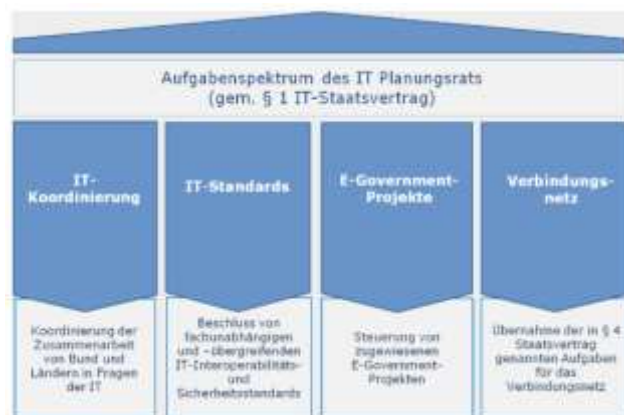 Aufgabenspektrum des IT Planungsrats
(gem. § 1 IT-Staatsvertrag)
IT-
Koordinierung
IT-Standards
E-Government-
Projekte
Verbindungs-
netz
Koordinierung der
Zusammenarbeit
von Bund und
Ländern in Fragen
der IT
Beschluss von
fachunabhängigen
und -übergreifenden
IT-Interoperabilitäts-
und
Sicherheitsstandards
Steuerung von
zugewiesenen
E-Government-
Projekten
Übernahme der in § 4
Staatsvertrag
genannten Aufgaben
für das
Verbindungsnetz